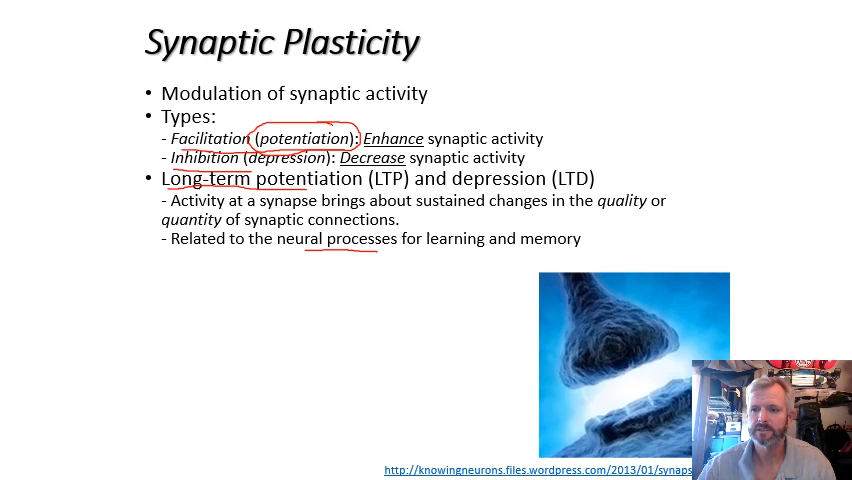 Synaptic Plasticity
• Modulation of synaptic activity
• Types:
- Facilitation (potentiation): Enhance synaptic activity
- Inhibition (depression): Decrease synaptic activity
• Long-term potentiation (LTP) and depression (LTD)
- Activity at a synapse brings about sustained changes in the quality or
quantity of synaptic connections.
- Related to the neural processes for learning and memory
http://knowingneurons.files.wordpress.com/2013/01/synaps